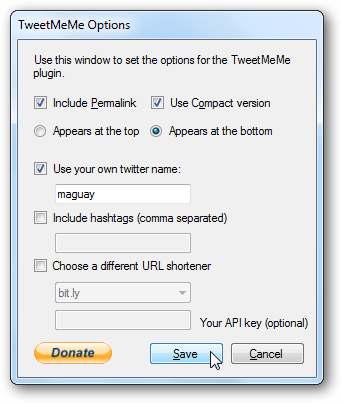 TweetMeMe Options
Use this window to set the options for the TweetMeMe
plugin.
Include Permalink Use Compact version
Appears at the top Appears at the bottom
Use your own twitter name:
maguay
Include hashtags (comma separated)
Choose a different URL shortener
bit.ly
Your API key (optional)
Donate Save Cancel